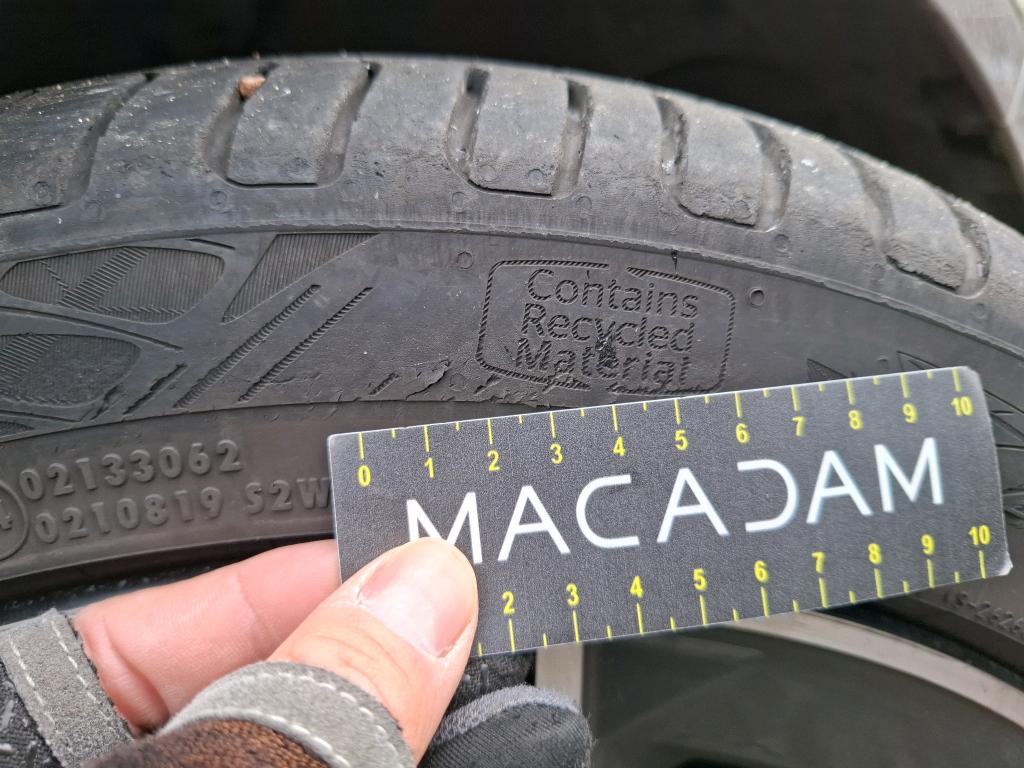 Contains
Recycled
Material
02133062
0210819 S2W
0 1 2 3 4 5 6 7 8 9 10
MACADAM
2 3 4 5 6 7 8 9 10